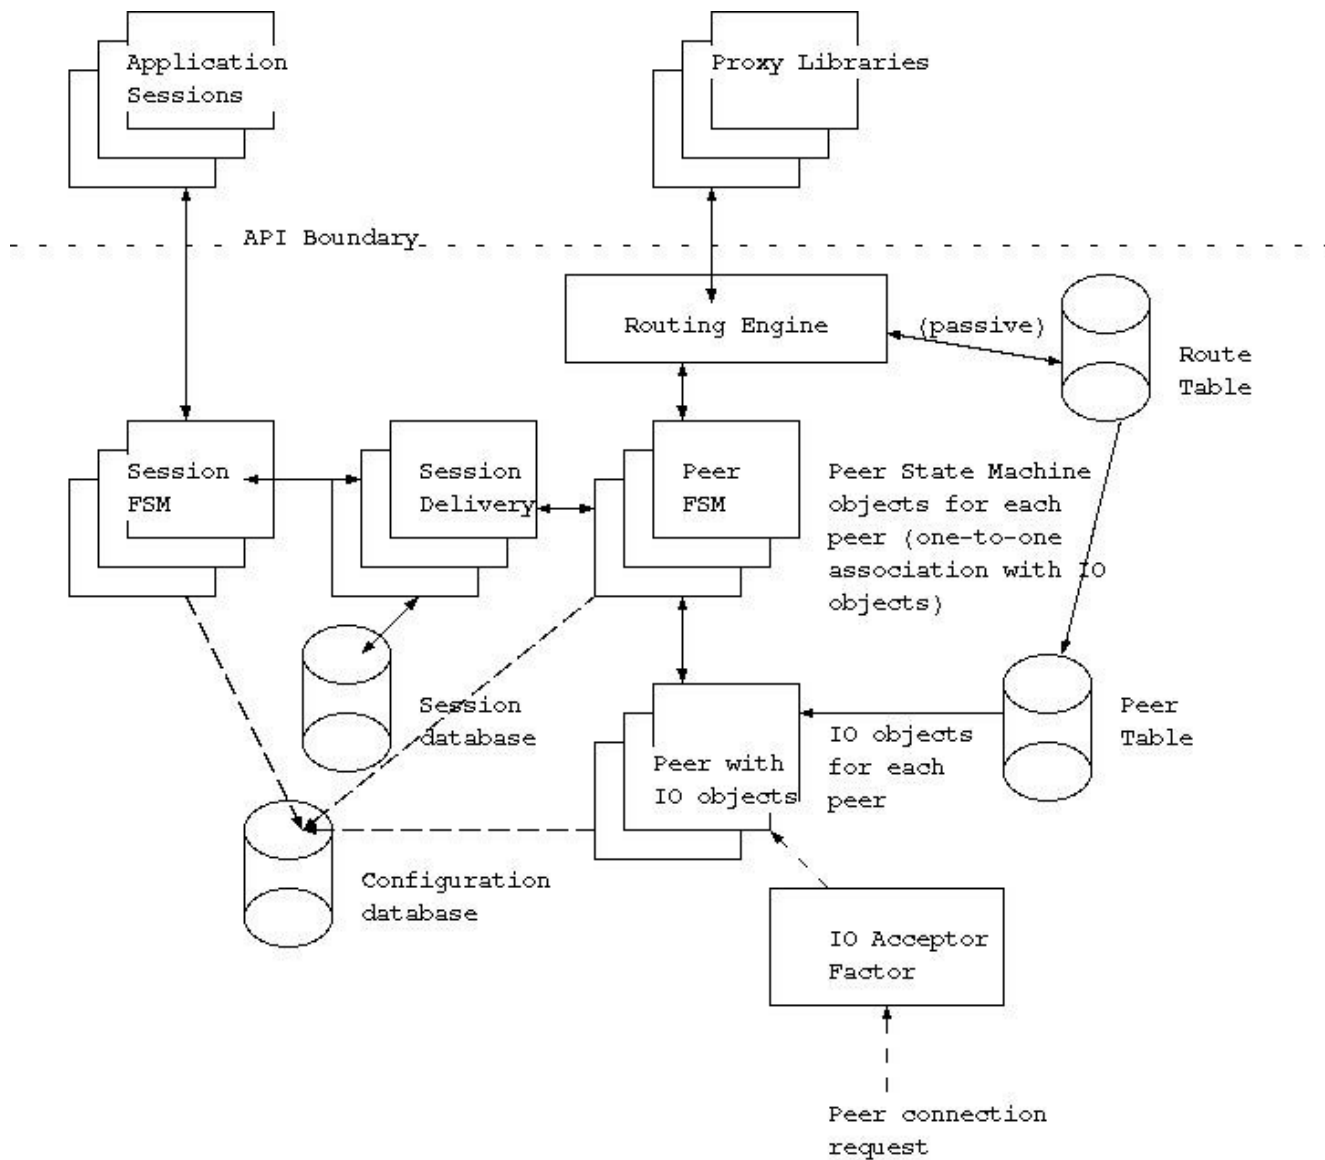 Application
Sessions
Proxy Libraries
API Boundary
Routing Engine
(passive)
Route
Table
Session
FSM
Session
Delivery
Peer
FSM
Peer State Machine
objects for each
peer (one-to-one
association with IO
objects)
Session
database
Peer with
IO objects
IO objects
for each
peer
Peer
Table
Configuration
database
IO Acceptor
Factor
Peer connection
request